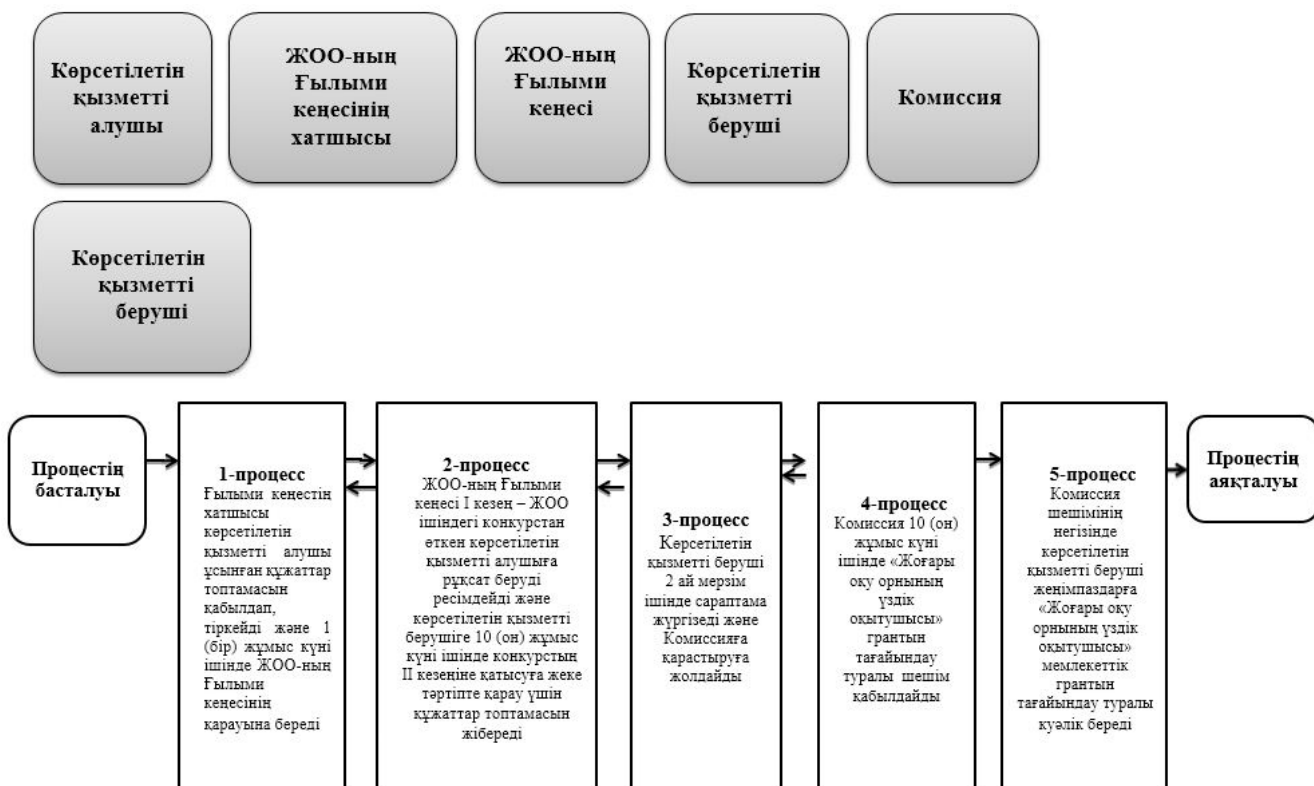 Көрсетілетін
қызметті
алушы
ЖОО-ның
Ғылыми
кеңесінің
хатшысы
ЖОО-ның
Ғылыми
кеңесі
Көрсетілетін
қызметті
беруші
Комиссия
Көрсетілетін
қызметті
беруші
Процестің
басталуы
1-процесс
Ғылыми кеңестін
хатшысы
көрсетілетін
қызметті алушы
ұсынған құжаттар
топтамасын
қабылдап,
тіркейді және 1
(бір) жұмыс күні
ішінде ЖОО-ның
Ғылыми
кеңесінің
қарауына береді
2-процесс
ЖОО-ның Ғылыми
кеңесі I кезең – ЖОО
ішіндегі конкурстан
өткен көрсетілетін
қызметті алушыға
рұқсат беруді
ресімдейді және
көрсетілетін қызметті
берушіге 10 (он) жұмыс
күні ішінде конкурстың
II кезеңіне қатысуға жеке
тәртіпте қарау үшін
құжаттар топтамасын
жібереді
3-процесс
Көрсетілетін
қызметті беруші
2 ай мерзім
ішінде сараптама
жүргізеді және
Комиссияға
қарастыруға
жолдайды
4-процесс
Комиссия 10 (он)
жұмыс күні
ішінде «Жоғары
оқу орнының
үздік
оқытушысы»
грантын
тағайындау
туралы шешім
қабылдайды
5-процесс
Комиссия
шешімінің
негізінде
көрсетілетін
қызметті беруші
жеңімпаздарға
«Жоғары оқу
орнының үздік
оқытушысы»
мемлекеттік
грантын
тағайындау туралы
куәлік береді
Процестің
аяқталуы